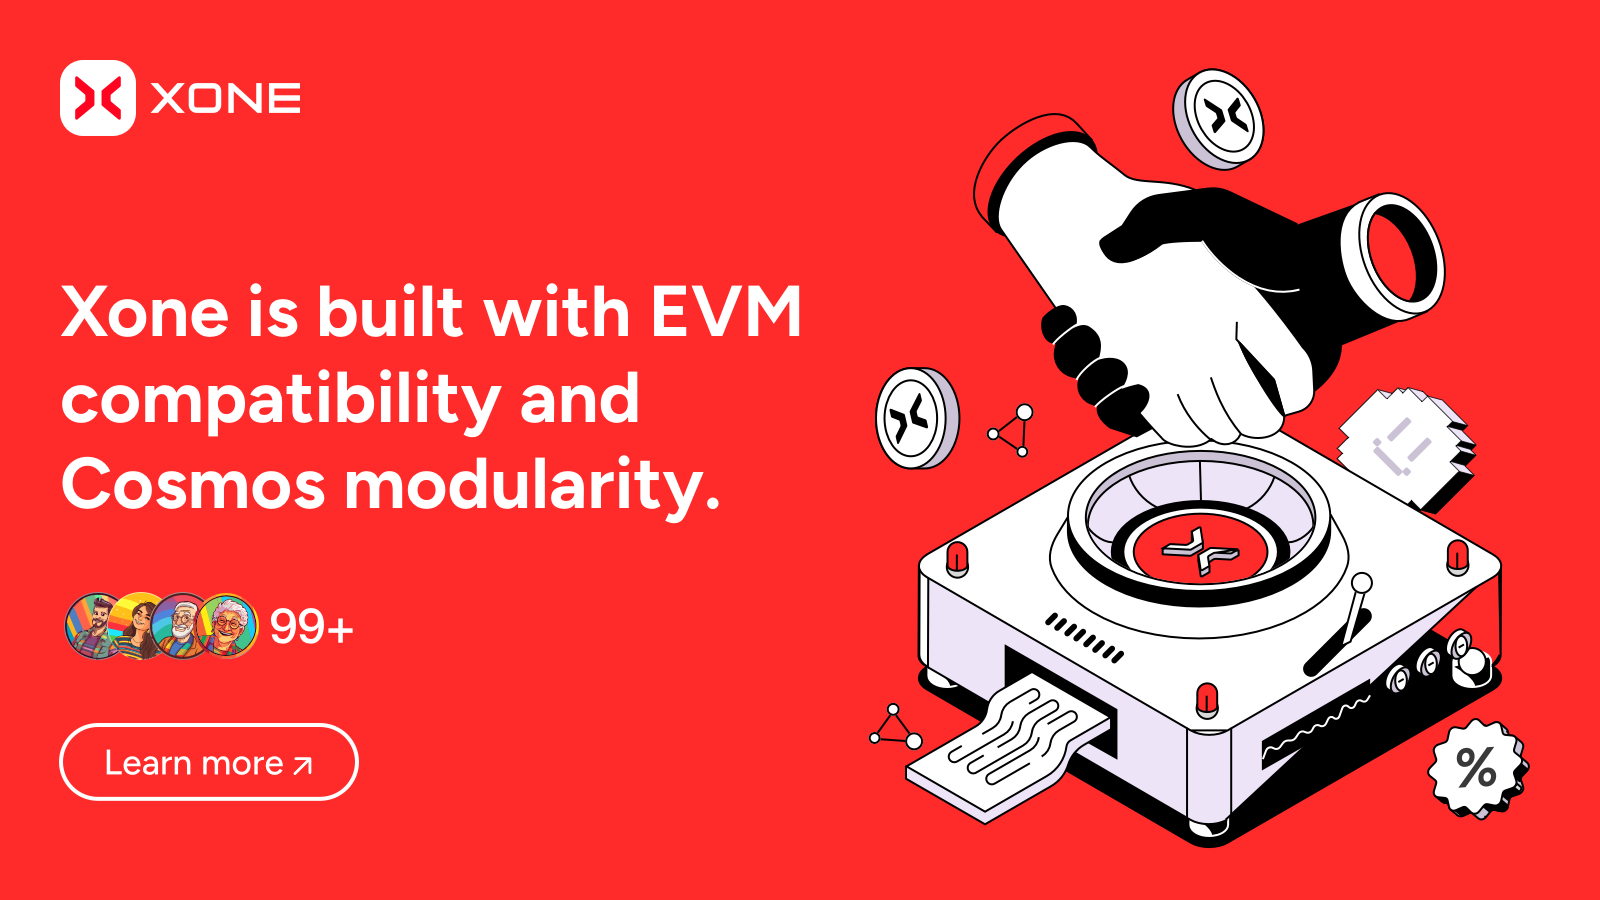 XONE
Xone is built with EVM
compatibility and
Cosmos modularity.
99+
Learn more ↗
%